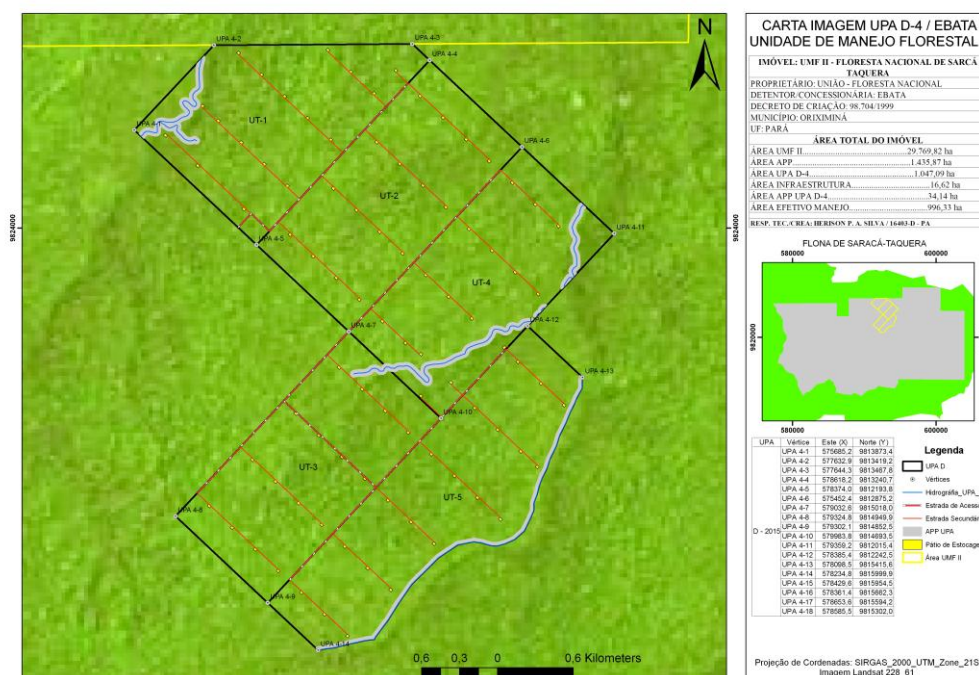 UPA 4-2
UPA 4-3
UPA 4-4
N
UPA 4-1
UT-1
UPA 4-6
UT-2
UPA 4-11
UPA 4-5
UT-4
UPA 4-7
UPA 4-12
UPA 4-13
UPA 4-10
UT-3
UT-5
UPA 4-8
UPA 4-9
UPA 4-14
9824000
9824000
0,6 0,3 0 0,6 Kilometers
CARTA IMAGEM UPA D-4 / EBATA
UNIDADE DE MANEJO FLORESTAL
IMÓVEL: UMF II - FLORESTA NACIONAL DE SARCÁ
TAQUERA
PROPRIETÁRIO: UNIÃO - FLORESTA NACIONAL
DETENTOR/CONCESSIONÁRIA: EBATA
DECRETO DE CRIAÇÃO: 98.704/1999
MUNICÍPIO: ORIXIMINÁ
UF: PARÁ
ÁREA TOTAL DO IMÓVEL
ÁREA UMF II...29.769,82 ha
ÁREA APP...1.435,87 ha
ÁREA UPA D-4...1.047,09 ha
ÁREA INFRAESTRUTURA...16,62 ha
ÁREA APP UPA D-4...34,14 ha
ÁREA EFETIVO MANEJO...996,33 ha
RESP. TEC./CREA: HERISON P. A. SILVA / 16403-D - PA
FLONA DE SARACÁ-TAQUERA
580000 600000
9820000
580000 600000
UPA Vértice Este (X) Norte (Y)
UPA 4-1 575685,2 9813873,4
UPA 4-2 577632,9 9813419,2
UPA 4-3 577644,3 9813467,8
UPA 4-4 578618,2 9813240,7
UPA 4-5 578374,0 9812193,8
UPA 4-6 575452,4 9812875,2
UPA 4-7 579032,6 9815018,0
UPA 4-8 579324,8 9814949,9
UPA 4-9 579302,1 9814852,5
D - 2015
UPA 4-10 579983,8 9814693,5
UPA 4-11 579359,2 9812015,4
UPA 4-12 578385,4 9812242,5
UPA 4-13 578098,5 9815415,6
UPA 4-14 578234,8 9815999,9
UPA 4-15 578429,6 9815954,5
UPA 4-16 578361,4 9815662,3
UPA 4-17 578653,6 9815594,2
UPA 4-18 578585,5 9815302,0
Legenda
UPA D
Vértices
Hidrografia_UPA_
Estrada de Acesso
Estrada Secundár
APP UPA
Pátio de Estocage
Área UMF II
Projeção de Cordenadas: SIRGAS_2000_UTM_Zone_21S
Imagem Landsat 228_61